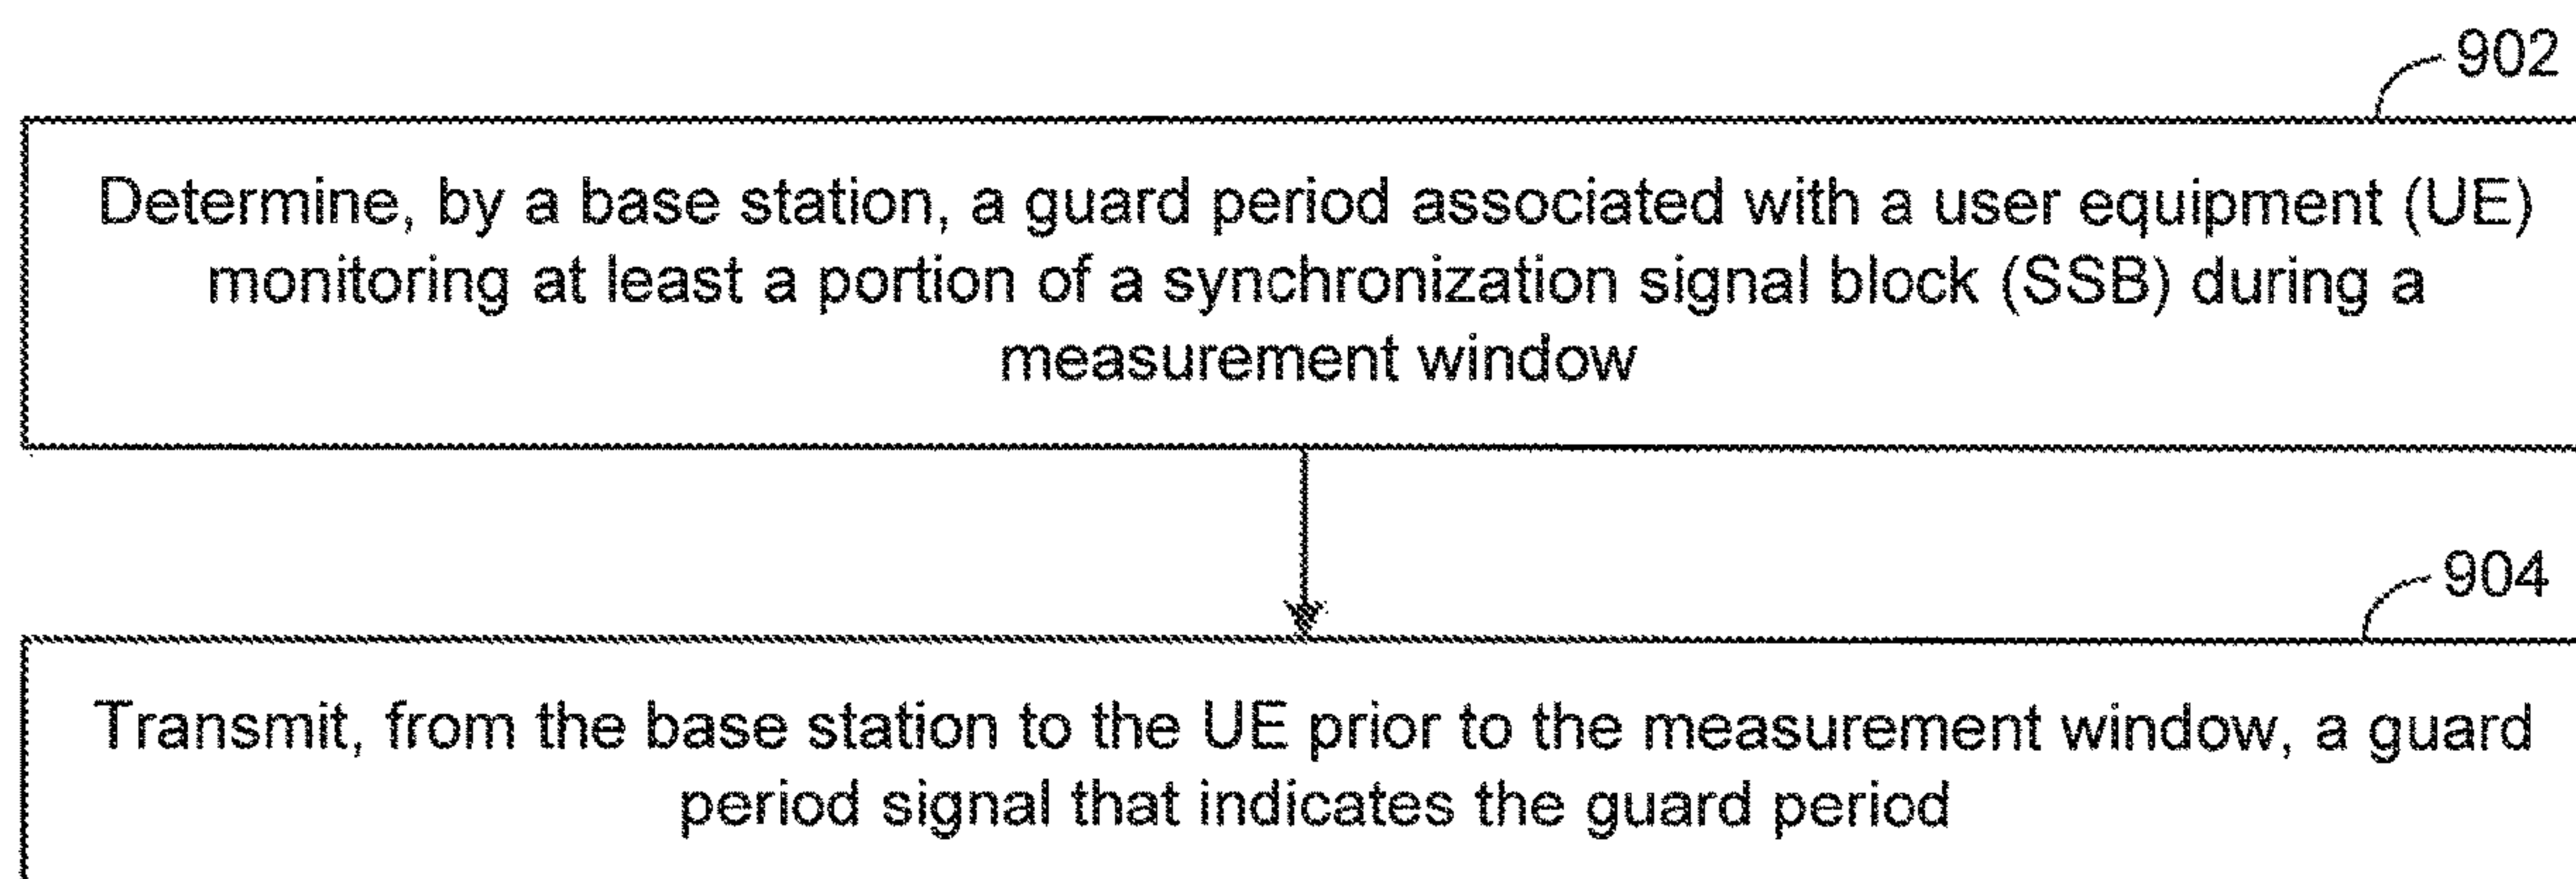 902
Determine, by a base station, a guard period associated with a user equipment (UE)
monitoring at least a portion of a synchronization signal block (SSB) during a
measurement window
904
Transmit, from the base station to the UE prior to the measurement window, a guard
period signal that indicates the guard period